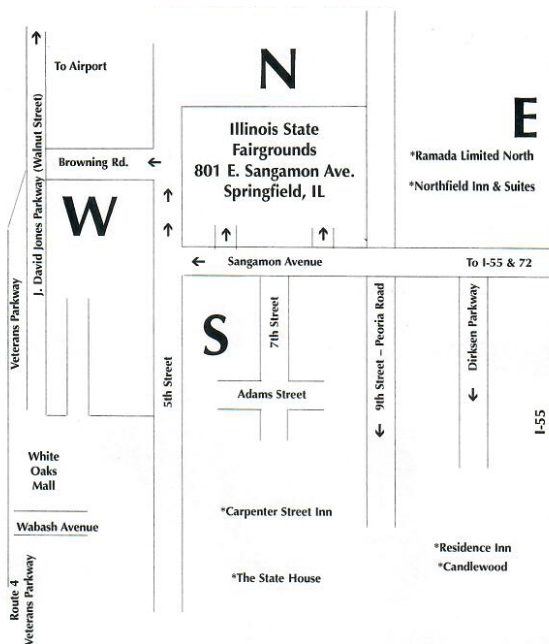 To Airport
N
E
W
S
Illinois State
Fairgrounds
801 E. Sangamon Ave.
Springfield, IL
*Ramada Limited North
*Northfield Inn & Suites
Browning Rd.
J. David Jones Parkway (Walnut Street)
Veterans Parkway
Sangamon Avenue
To I-55 & 72
5th Street
7th Street
9th Street – Peoria Road
Dirksen Parkway
I-55
Adams Street
White
Oaks
Mall
Wabash Avenue
*Carpenter Street Inn
*The State House
*Residence Inn
*Candlewood
Route 4
Veterans Parkway